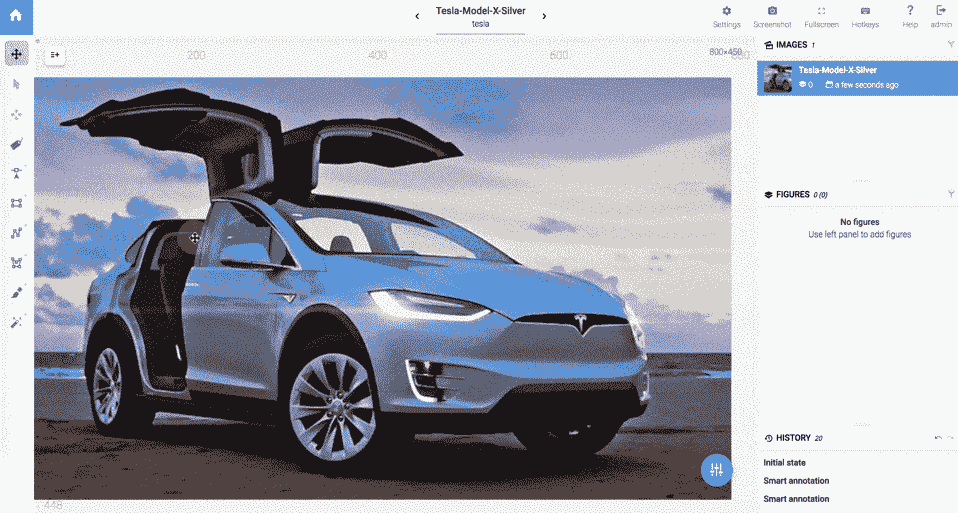 Tesla-Model-X-Silver
tesla
Settings
Screenshot
Fullscreen
Hotkeys
Help
admin
200
400
600
800×450
IMAGES 1
Tesla-Model-X-Silver
0 a few seconds ago
FIGURES 0 (0)
No figures
Use left panel to add figures
HISTORY 20
Initial state
Smart annotation
Smart annotation
448